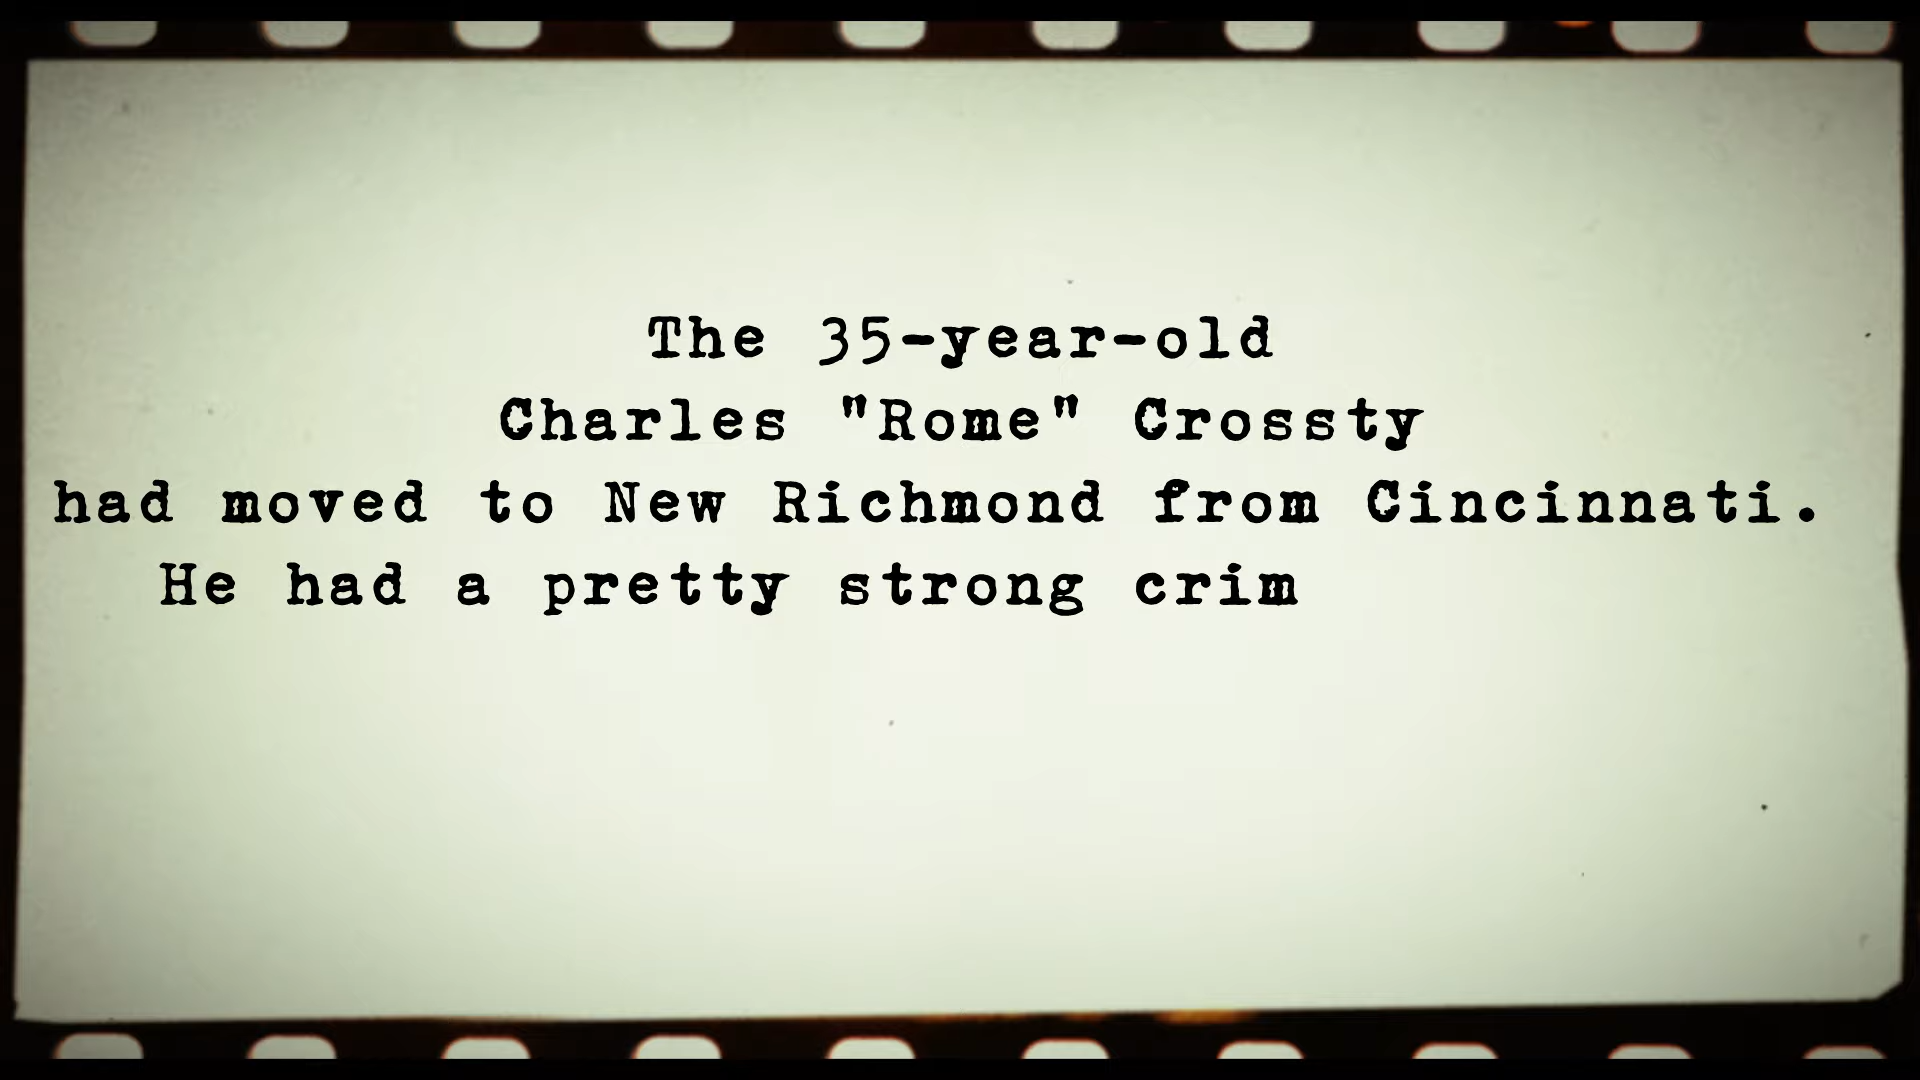 The 35-year-old
Charles "Rome" Crossty
had moved to New Richmond from Cincinnati.
He had a pretty strong crim